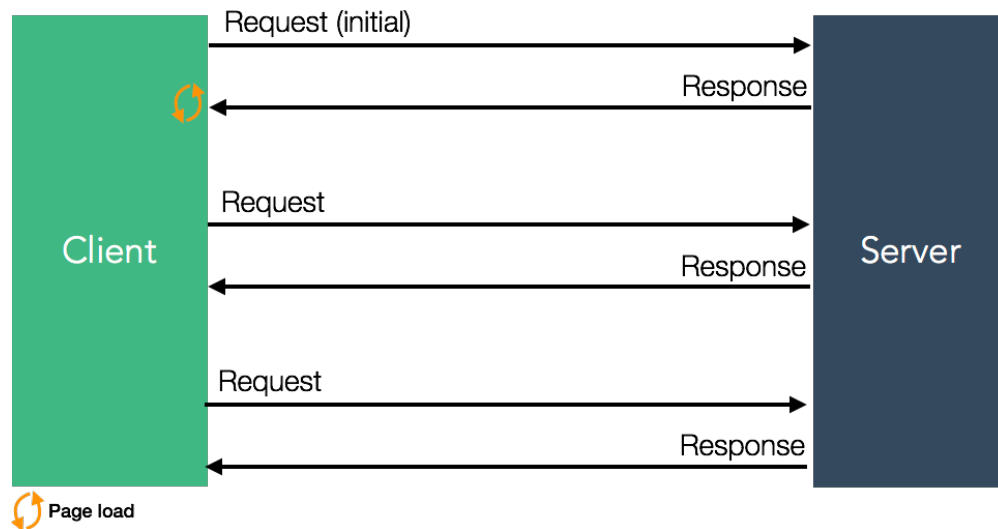 Request (initial)
Response
Request
Client
Server
Response
Request
Response
Page load